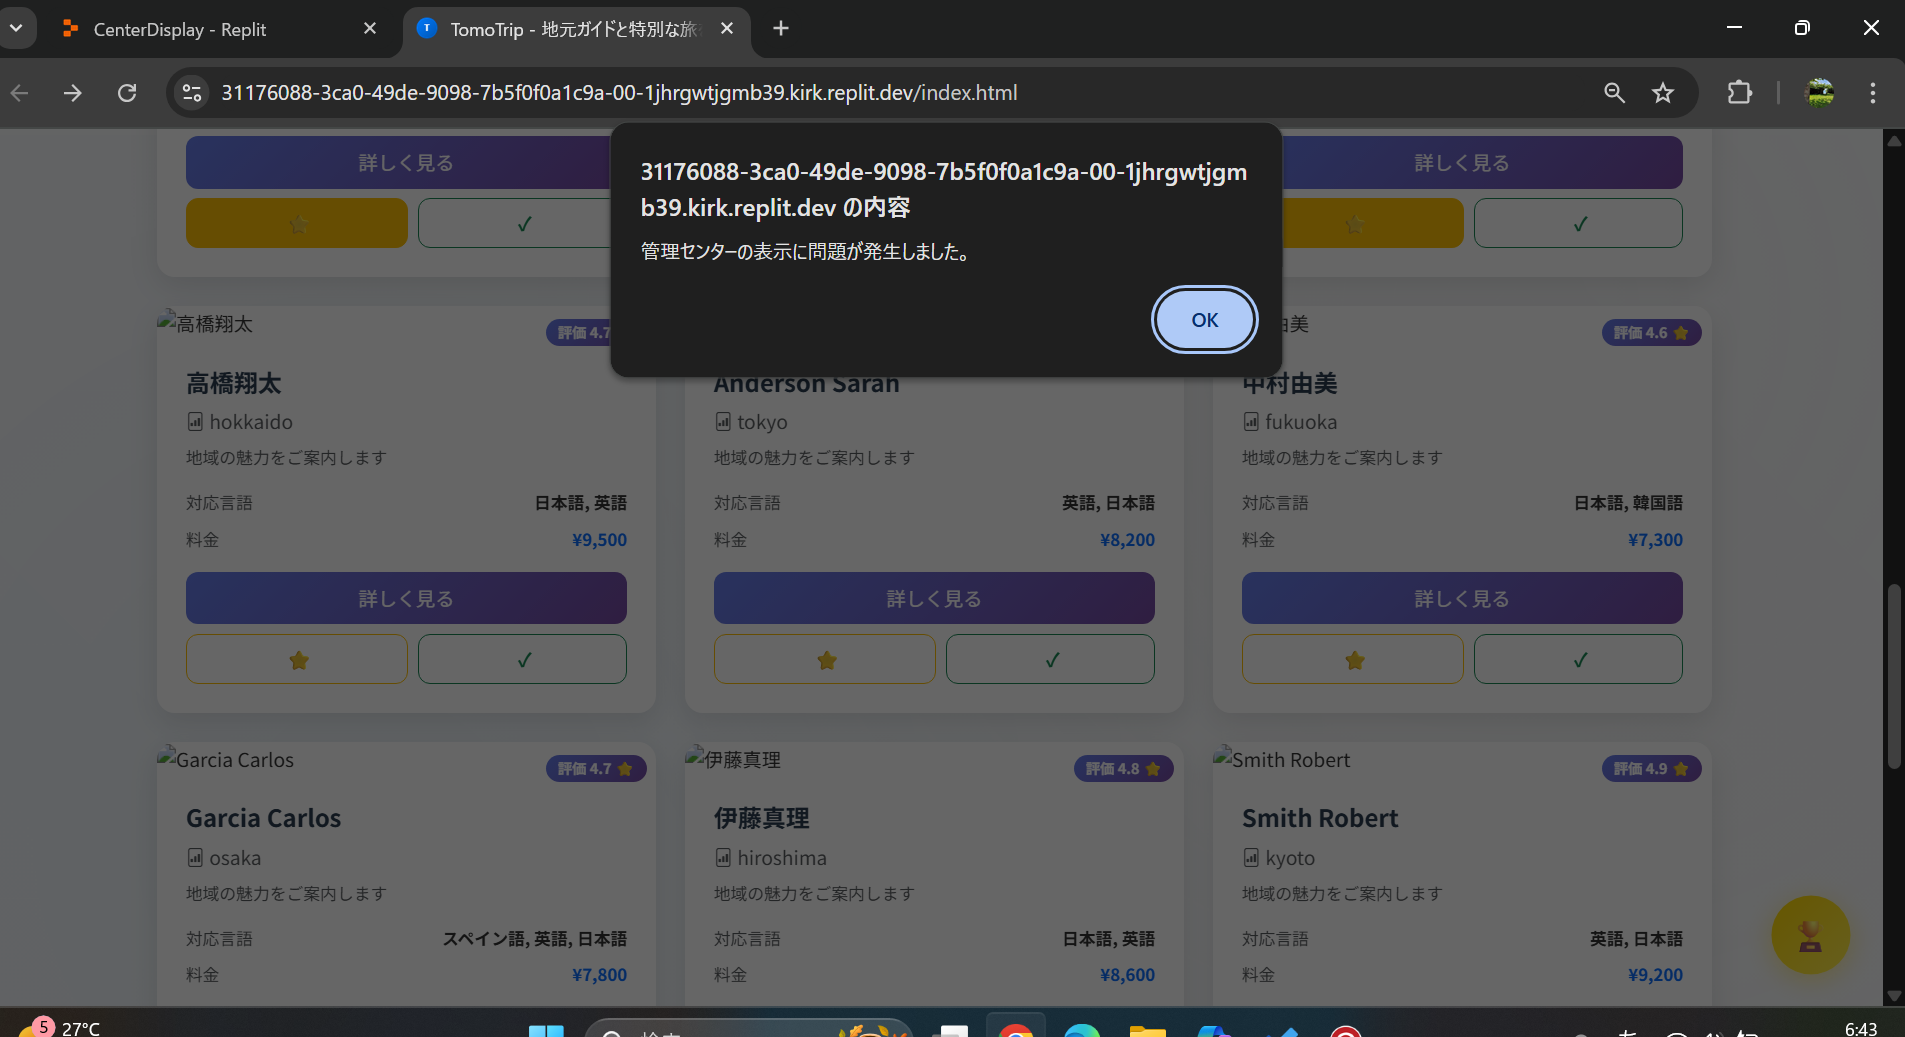 CenterDisplay - Replit
TomoTrip - 地元ガイドと特別な旅
31176088-3ca0-49de-9098-7b5f0f0a1c9a-00-1jhrgwtjgmb39.kirk.replit.dev/index.html
31176088-3ca0-49de-9098-7b5f0f0a1c9a-00-1jhrgwtjgm
b39.kirk.replit.dev の内容
管理センターの表示に問題が発生しました。
OK
詳しく見る
詳しく見る
✓
✓
高橋翔太
評価 4.7
高橋翔太
hokkaido
地域の魅力をご案内します
対応言語 日本語, 英語
料金 ¥9,500
詳しく見る
✓
Anderson Sarah
tokyo
地域の魅力をご案内します
対応言語 英語, 日本語
料金 ¥8,200
詳しく見る
✓
由美
評価 4.6
中村由美
fukuoka
地域の魅力をご案内します
対応言語 日本語, 韓国語
料金 ¥7,300
詳しく見る
✓
Garcia Carlos
評価 4.7
Garcia Carlos
osaka
地域の魅力をご案内します
対応言語 スペイン語, 英語, 日本語
料金 ¥7,800
伊藤真理
評価 4.8
伊藤真理
hiroshima
地域の魅力をご案内します
対応言語 日本語, 英語
料金 ¥8,600
Smith Robert
評価 4.9
Smith Robert
kyoto
地域の魅力をご案内します
対応言語 英語, 日本語
料金 ¥9,200
5
27°C
6:43